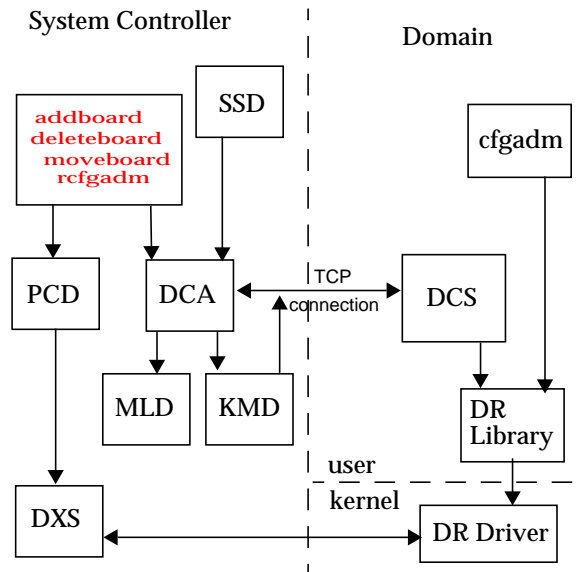 System Controller
Domain
SSD
addboard
deleteboard
moveboard
rcfgadm
cfgadm
PCD
DCA
TCP
connection
DCS
MLD
KMD
DR
Library
user
kernel
DXS
DR Driver